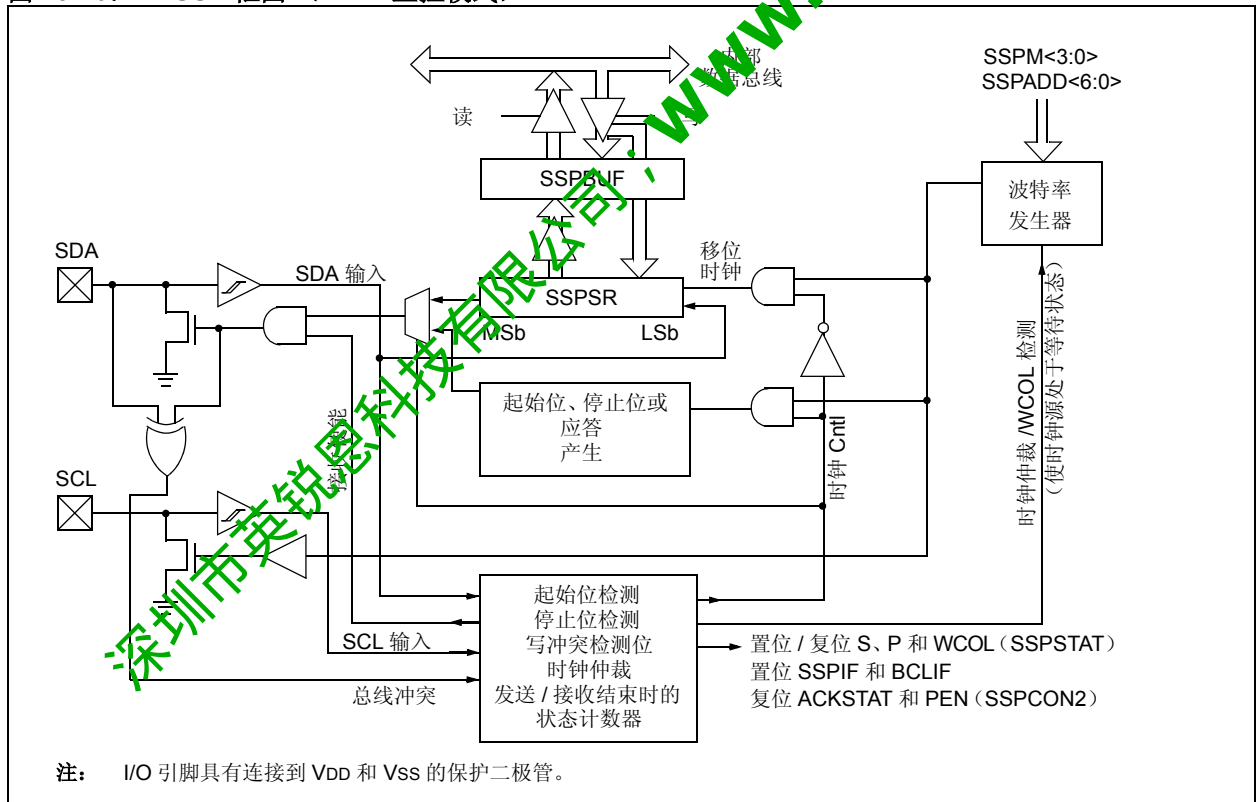 内部
数据总线
SSPM<3:0>
SSPADD<6:0>
读
SSPBUF
波特率
发生器
移位
时钟
SDA
SDA 输入
SSPSR
MSb
LSb
起始位、停止位或
应答
产生
时钟 Cntl
时钟仲裁 /WCOL 检测
（使时钟源处于等待状态）
SCL
SCL 输入
总线冲突
起始位检测
停止位检测
写冲突检测位
时钟仲裁
发送 / 接收结束时的
状态计数器
置位 / 复位 S、P 和 WCOL（SSPSTAT）
置位 SSPIF 和 BCLIF
复位 ACKSTAT 和 PEN（SSPCON2）
注： I/O 引脚具有连接到 VDD 和 VSS 的保护二极管。
深圳市英锐恩科技有限公司：www.